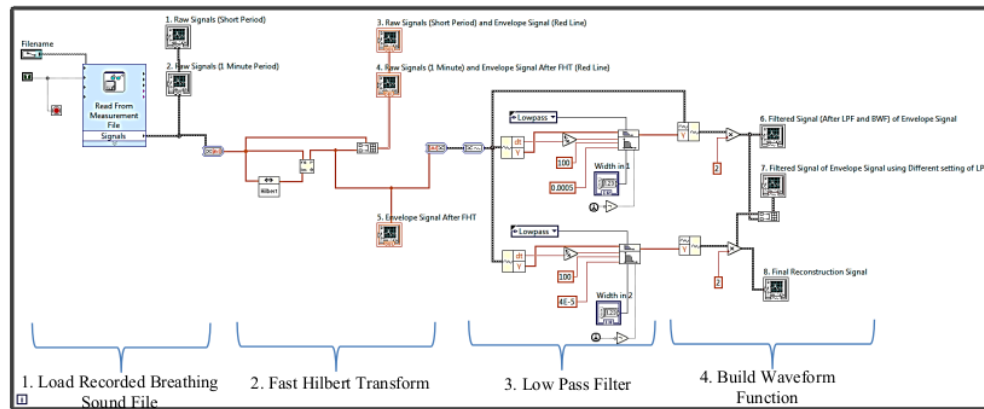 1. Raw Signals (Short Period)
Filename
2. Raw Signals (1 Minute Period)
Read From
Measurement
File
Signals
3. Raw Signals (Short Period) and Envelope Signal (Red Line)
4. Raw Signals (1 Minute) and Envelope Signal After FHT (Red Line)
Hilbert
5. Envelope Signal After FHT
Lowpass
dt
Y
100
0.0005
Width in 1
2
6. Filtered Signal (After LPF and BWF) of Envelope Signal
7. Filtered Signal of Envelope Signal using Different setting of LP
Lowpass
dt
Y
100
4E-5
Width in 2
2
8. Final Reconstruction Signal
1. Load Recorded Breathing
Sound File
2. Fast Hilbert Transform
3. Low Pass Filter
4. Build Waveform
Function
i